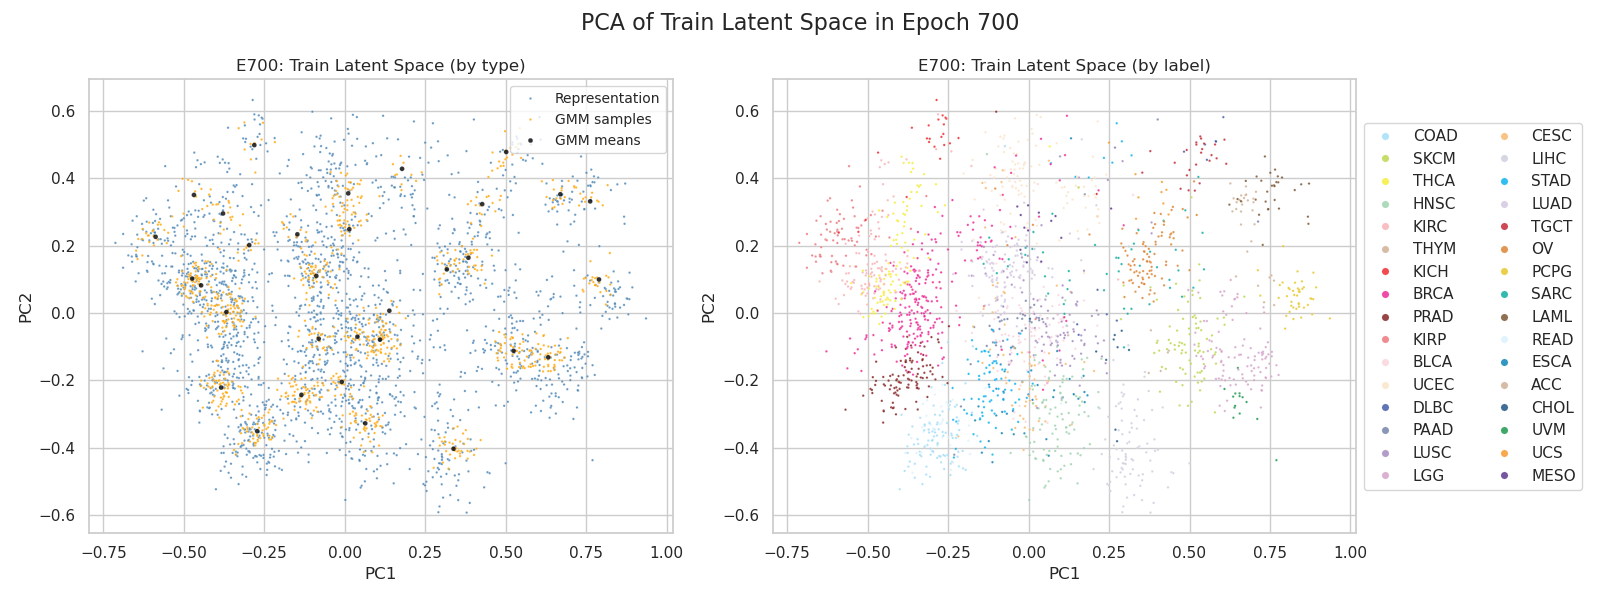 PCA of Train Latent Space in Epoch 700
E700: Train Latent Space (by type)
Representation
GMM samples
GMM means
0.6
0.4
0.2
0.0
−0.2
−0.4
−0.6
PC2
−0.75 −0.50 −0.25 0.00 0.25 0.50 0.75 1.00
PC1
E700: Train Latent Space (by label)
0.6
0.4
0.2
0.0
−0.2
−0.4
−0.6
PC2
−0.75 −0.50 −0.25 0.00 0.25 0.50 0.75 1.00
PC1
COAD CESC
SKCM LIHC
THCA STAD
HNSC LUAD
KIRC TGCT
THYM OV
KICH PCPG
BRCA SARC
PRAD LAML
KIRP READ
BLCA ESCA
UCEC ACC
DLBC CHOL
PAAD UVM
LUSC UCS
LGG MESO